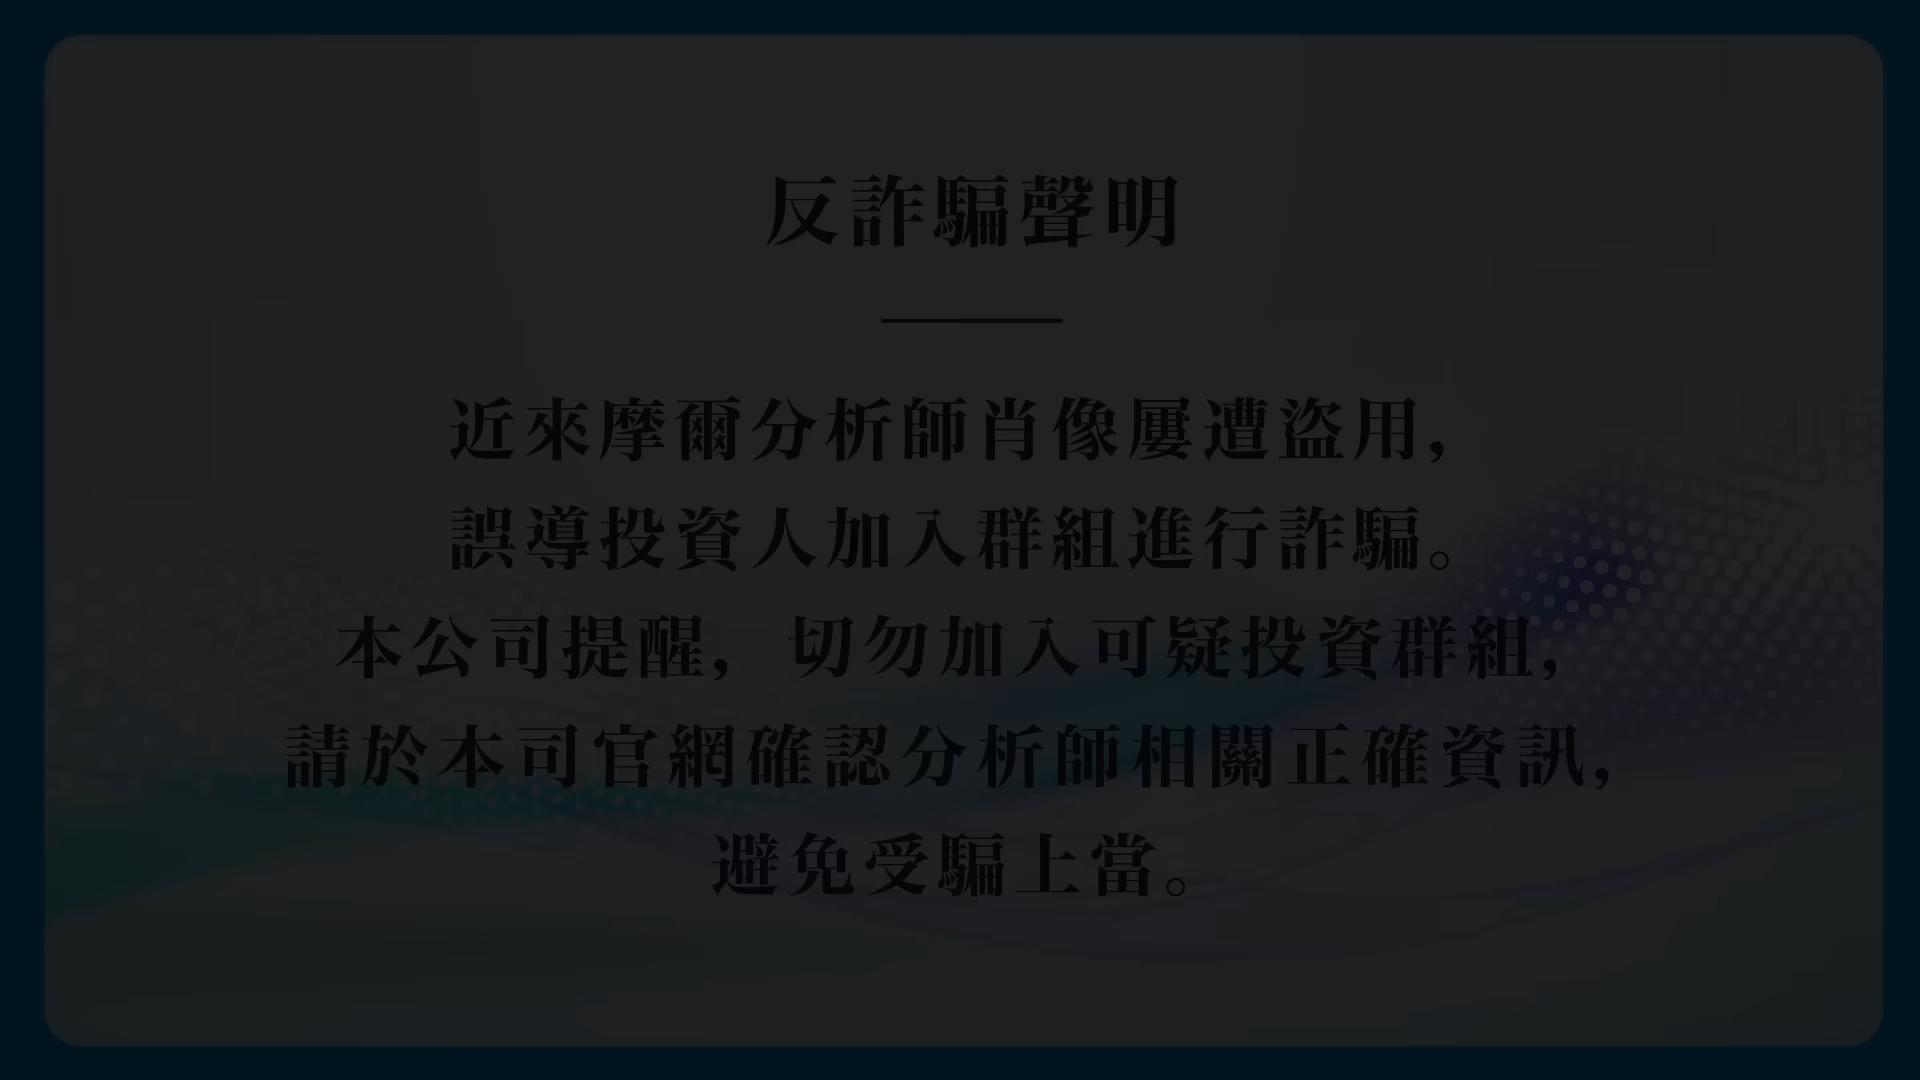 反詐騙聲明
近來摩爾分析師肖像屢遭盜用，
誤導投資人加入群組進行詐騙。
本公司提醒，切勿加入可疑投資群組，
請於本司官網確認分析師相關正確資訊，
避免受騙上當。